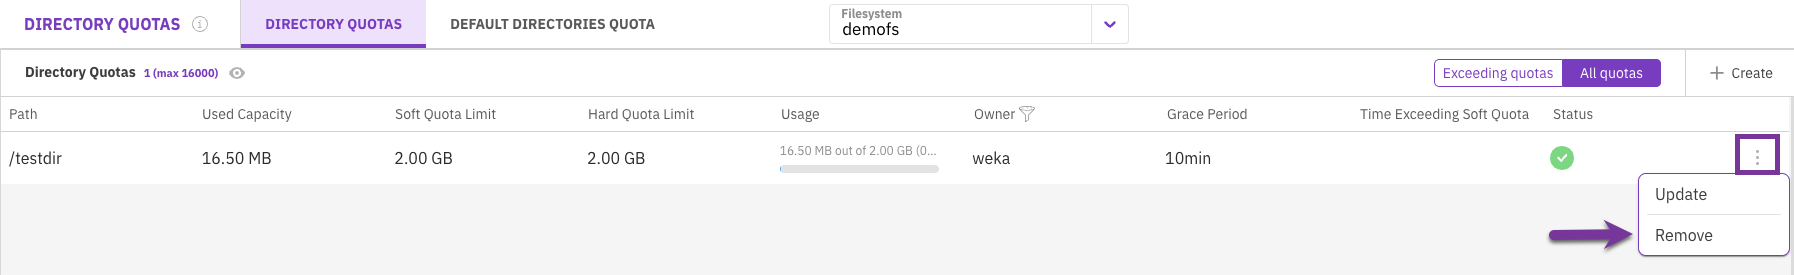 DIRECTORY QUOTAS
DIRECTORY QUOTAS
DEFAULT DIRECTORIES QUOTA
Filesystem
demofs
Directory Quotas 1 (max 16000)
Exceeding quotas
All quotas
+ Create
Path Used Capacity Soft Quota Limit Hard Quota Limit Usage Owner Grace Period Time Exceeding Soft Quota Status
/testdir 16.50 MB 2.00 GB 2.00 GB 16.50 MB out of 2.00 GB (0... weka 10min
Update
Remove